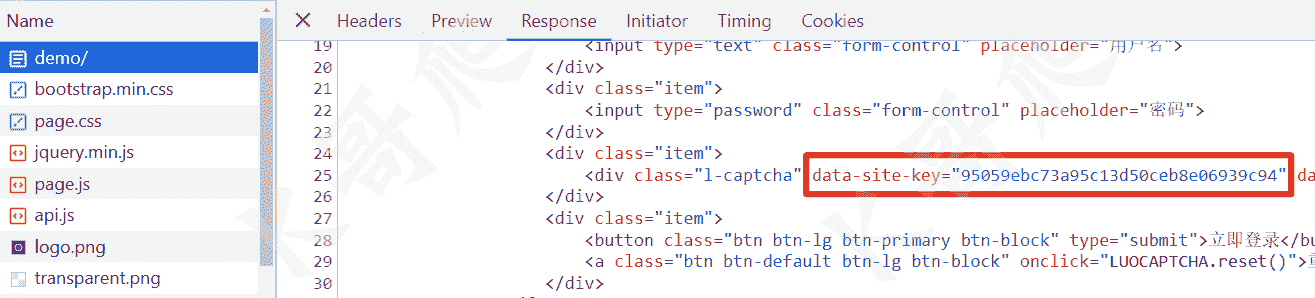 Name
Headers Preview Response Initiator Timing Cookies
demo/
bootstrap.min.css
page.css
jquery.min.js
page.js
api.js
logo.png
transparent.png
19 <input type="text" class="form-control" placeholder="用户名">
20 </div>
21 <div class="item">
22 <input type="password" class="form-control" placeholder="密码">
23 </div>
24 <div class="item">
25 <div class="l-captcha" data-site-key="95059ebc73a95c13d50ceb8e06939c94" da
26 </div>
27 <div class="item">
28 <button class="btn btn-lg btn-primary btn-block" type="submit">立即登录</bu
29 <a class="btn btn-default btn-lg btn-block" onclick="LUOCAPTCHA.reset()">
30 </div>